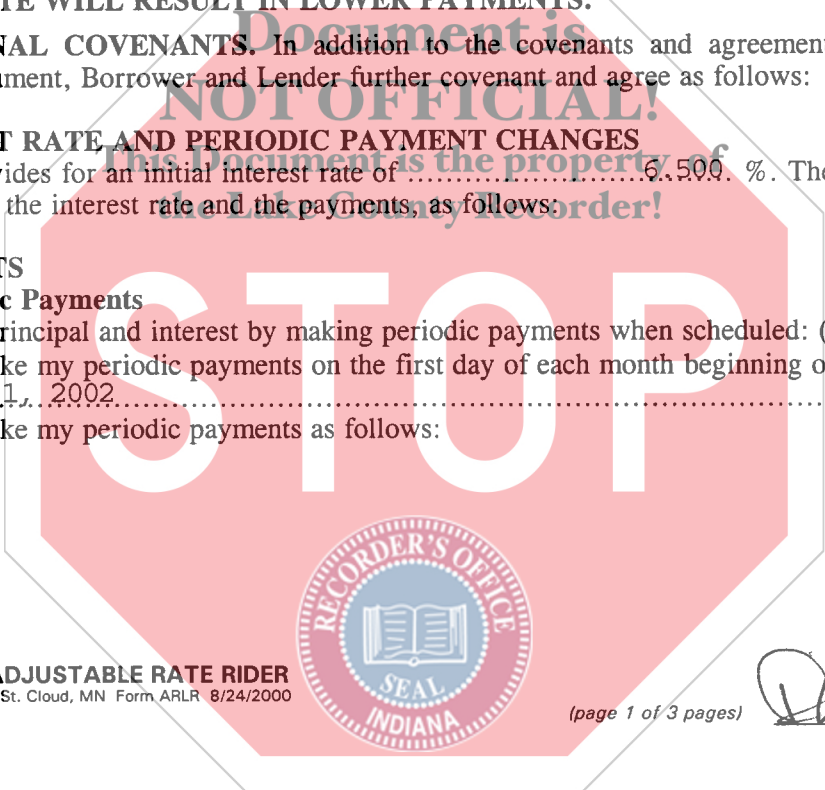 TE WILL RESULT IN LOWER PAYMENTS.
Document is
NAL COVENANTS. In addition to the covenants and agreement
ument, Borrower and Lender further covenant and agree as follows:
NOT OFFICIAL!
T RATE AND PERIODIC PAYMENT CHANGES
This Document is the property of
vides for an initial interest rate of ........................6.500. %. The
the interest rate and the payments, as follows:
the Lake County Recorder!
TS
c Payments
rincipal and interest by making periodic payments when scheduled: (
ke my periodic payments on the first day of each month beginning o
1, 2002
ke my periodic payments as follows:
STOP
RECORDER'S OFFICE
SEAL
INDIANA
DJUSTABLE RATE RIDER
St. Cloud, MN Form ARLR 8/24/2000
(page 1 of 3 pages)